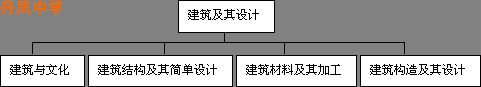 丹凤中学
建筑及其设计
建筑与文化
建筑结构及其简单设计
建筑材料及其加工
建筑构造及其设计